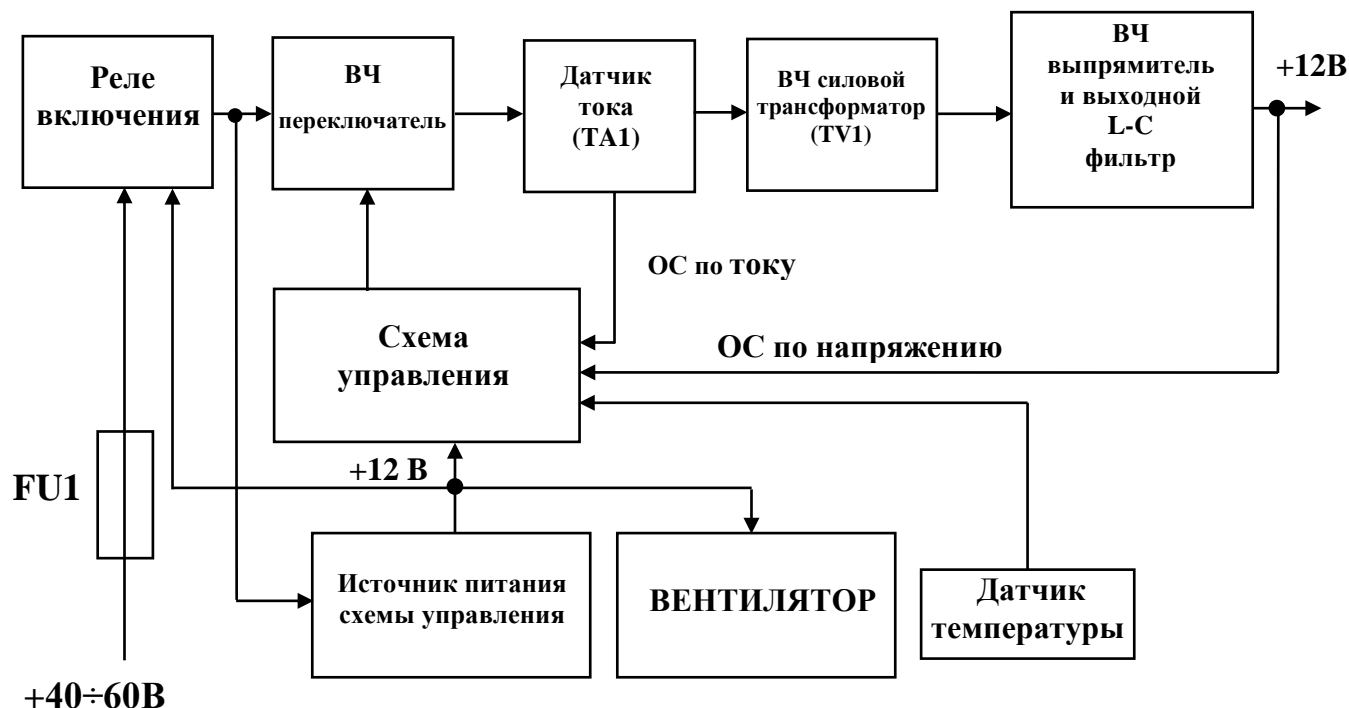 Реле
включения
ВЧ
переключатель
Датчик
тока
(ТА1)
ВЧ силовой
трансформатор
(TV1)
ВЧ
выпрямитель
и выходной
L-C
фильтр
+12В
ОС по току
Схема
управления
ОС по напряжению
+12 В
FU1
Источник питания
схемы управления
ВЕНТИЛЯТОР
Датчик
температуры
+40÷60В